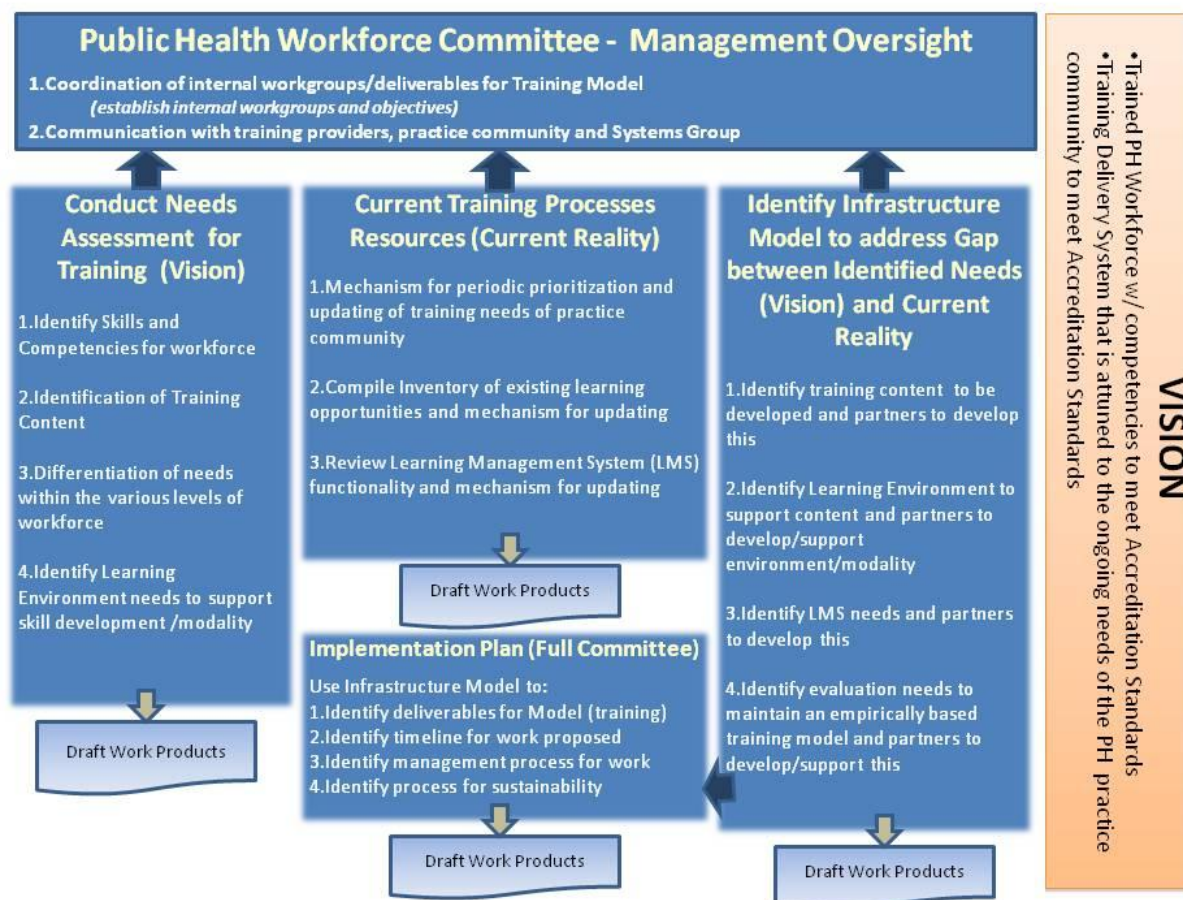 Public Health Workforce Committee - Management Oversight
1.Coordination of internal workgroups/deliverables for Training Model
(establish internal workgroups and objectives)
2.Communication with training providers, practice community and Systems Group
Conduct Needs
Assessment for
Training (Vision)
1.Identify Skills and
Competencies for workforce
2.Identification of Training
Content
3.Differentiation of needs
within the various levels of
workforce
4.Identify Learning
Environment needs to support
skill development /modality
Draft Work Products
Current Training Processes
Resources (Current Reality)
1.Mechanism for periodic prioritization and
updating of training needs of practice
community
2.Compile Inventory of existing learning
opportunities and mechanism for updating
3.Review Learning Management System (LMS)
functionality and mechanism for updating
Draft Work Products
Implementation Plan (Full Committee)
Use Infrastructure Model to:
1.Identify deliverables for Model (training)
2.Identify timeline for work proposed
3.Identify management process for work
4.Identify process for sustainability
Draft Work Products
Identify Infrastructure
Model to address Gap
between Identified Needs
(Vision) and Current
Reality
1.Identify training content to be
developed and partners to develop
this
2.Identify Learning Environment to
support content and partners to
develop/support
environment/modality
3.Identify LMS needs and partners
to develop this
4.Identify evaluation needs to
maintain an empirically based
training model and partners to
develop/support this
Draft Work Products
VISION
•Trained PH Workforce w/ competencies to meet Accreditation Standards
•Training Delivery System that is attuned to the ongoing needs of the PH practice
community to meet Accreditation Standards